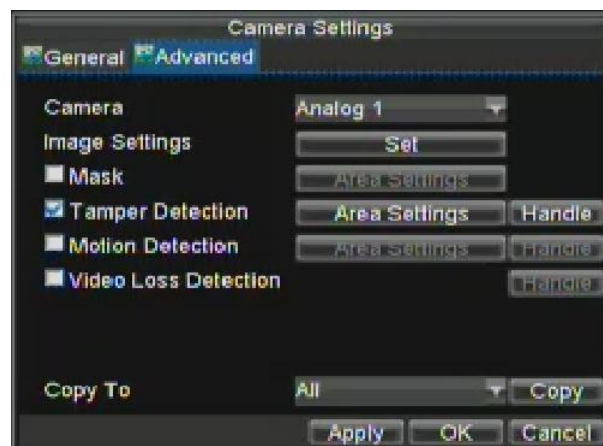 Camera Settings
General Advanced
Camera Analog 1
Image Settings Set
Mask Area Settings
Tamper Detection Area Settings Handle
Motion Detection Area Settings Handle
Video Loss Detection Handle
Copy To All Copy
Apply OK Cancel